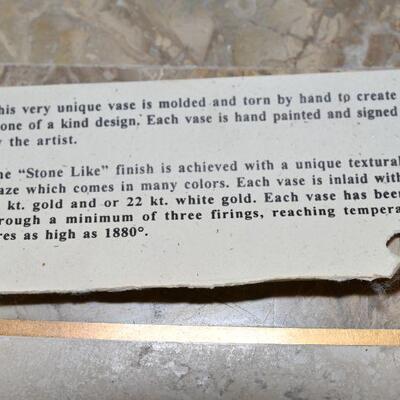 his very unique vase is molded and torn by hand to create
one of a kind design. Each vase is hand painted and signed
y the artist.
he "Stone Like" finish is achieved with a unique textural
aze which comes in many colors. Each vase is inlaid with
kt. gold and or 22 kt. white gold. Each vase has been
rough a minimum of three firings, reaching tempera
res as high as 1880°.